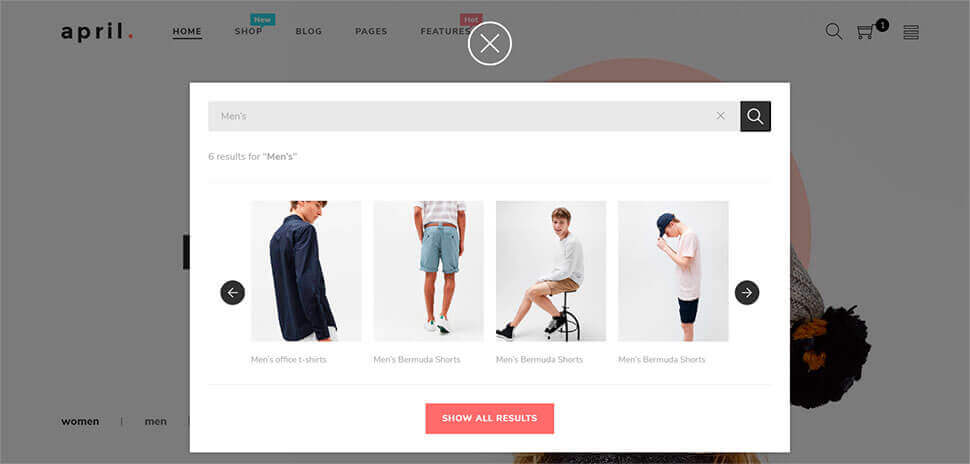 New
Hot
april.
HOME
SHOP
BLOG
PAGES
FEATURES
1
Men's
6 results for "Men's"
Men's office t-shirts
Men's Bermuda Shorts
Men's Bermuda Shorts
Men's Bermuda Shorts
women | men |
SHOW ALL RESULTS